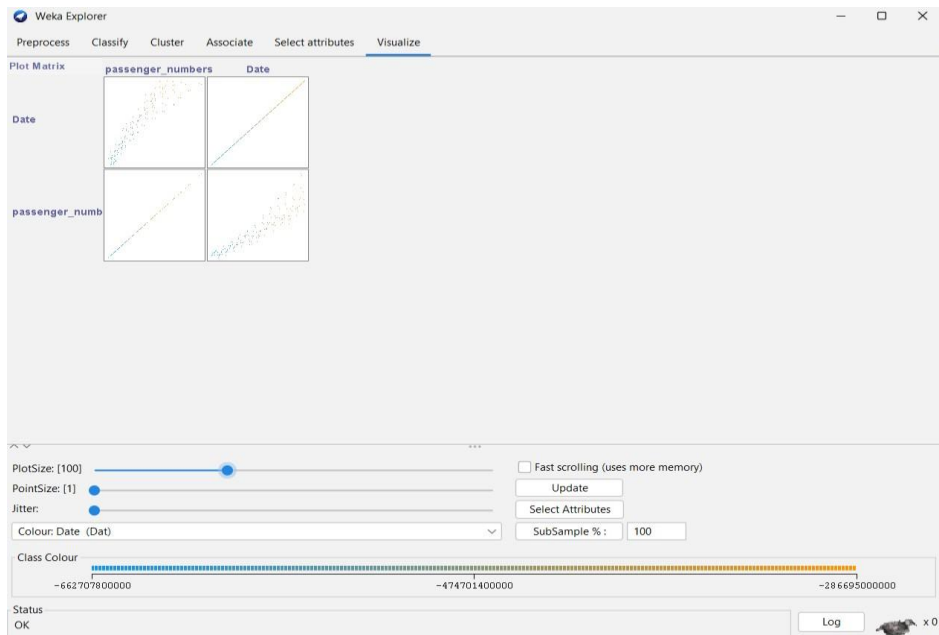 Weka Explorer
Preprocess Classify Cluster Associate Select attributes Visualize
Plot Matrix passenger_numbers Date
Date
passenger_numb
PlotSize: [100]
Fast scrolling (uses more memory)
PointSize: [1]
Update
Jitter:
Select Attributes
Colour: Date (Dat)
SubSample % : 100
Class Colour
-662707800000 -474701400000 -286695000000
Status
OK
Log x 0